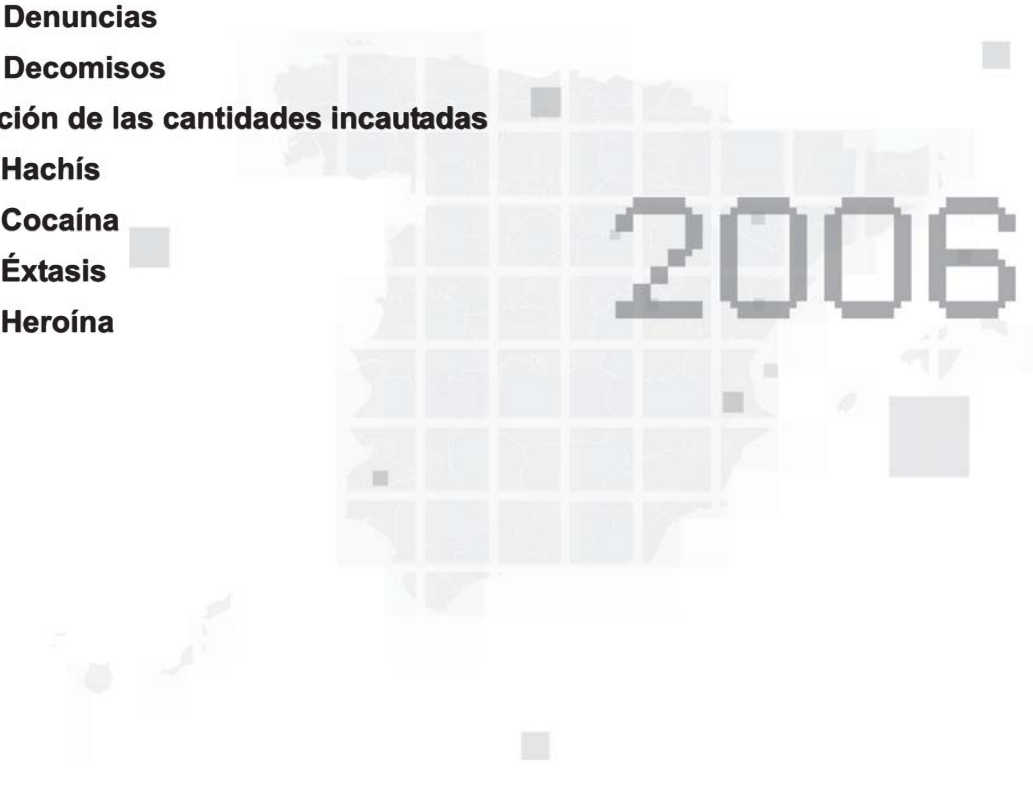 Denuncias
Decomisos
ción de las cantidades incautadas
Hachís
Cocaína
Éxtasis
Heroína
2006